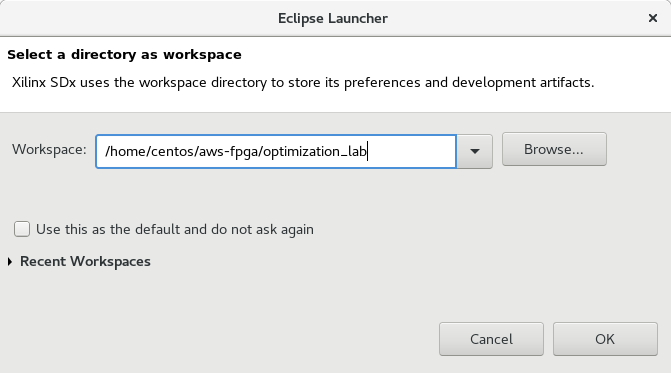 Eclipse Launcher
Select a directory as workspace
Xilinx SDx uses the workspace directory to store its preferences and development artifacts.
Workspace: /home/centos/aws-fpga/optimization_lab Browse...
Use this as the default and do not ask again
Recent Workspaces
Cancel OK